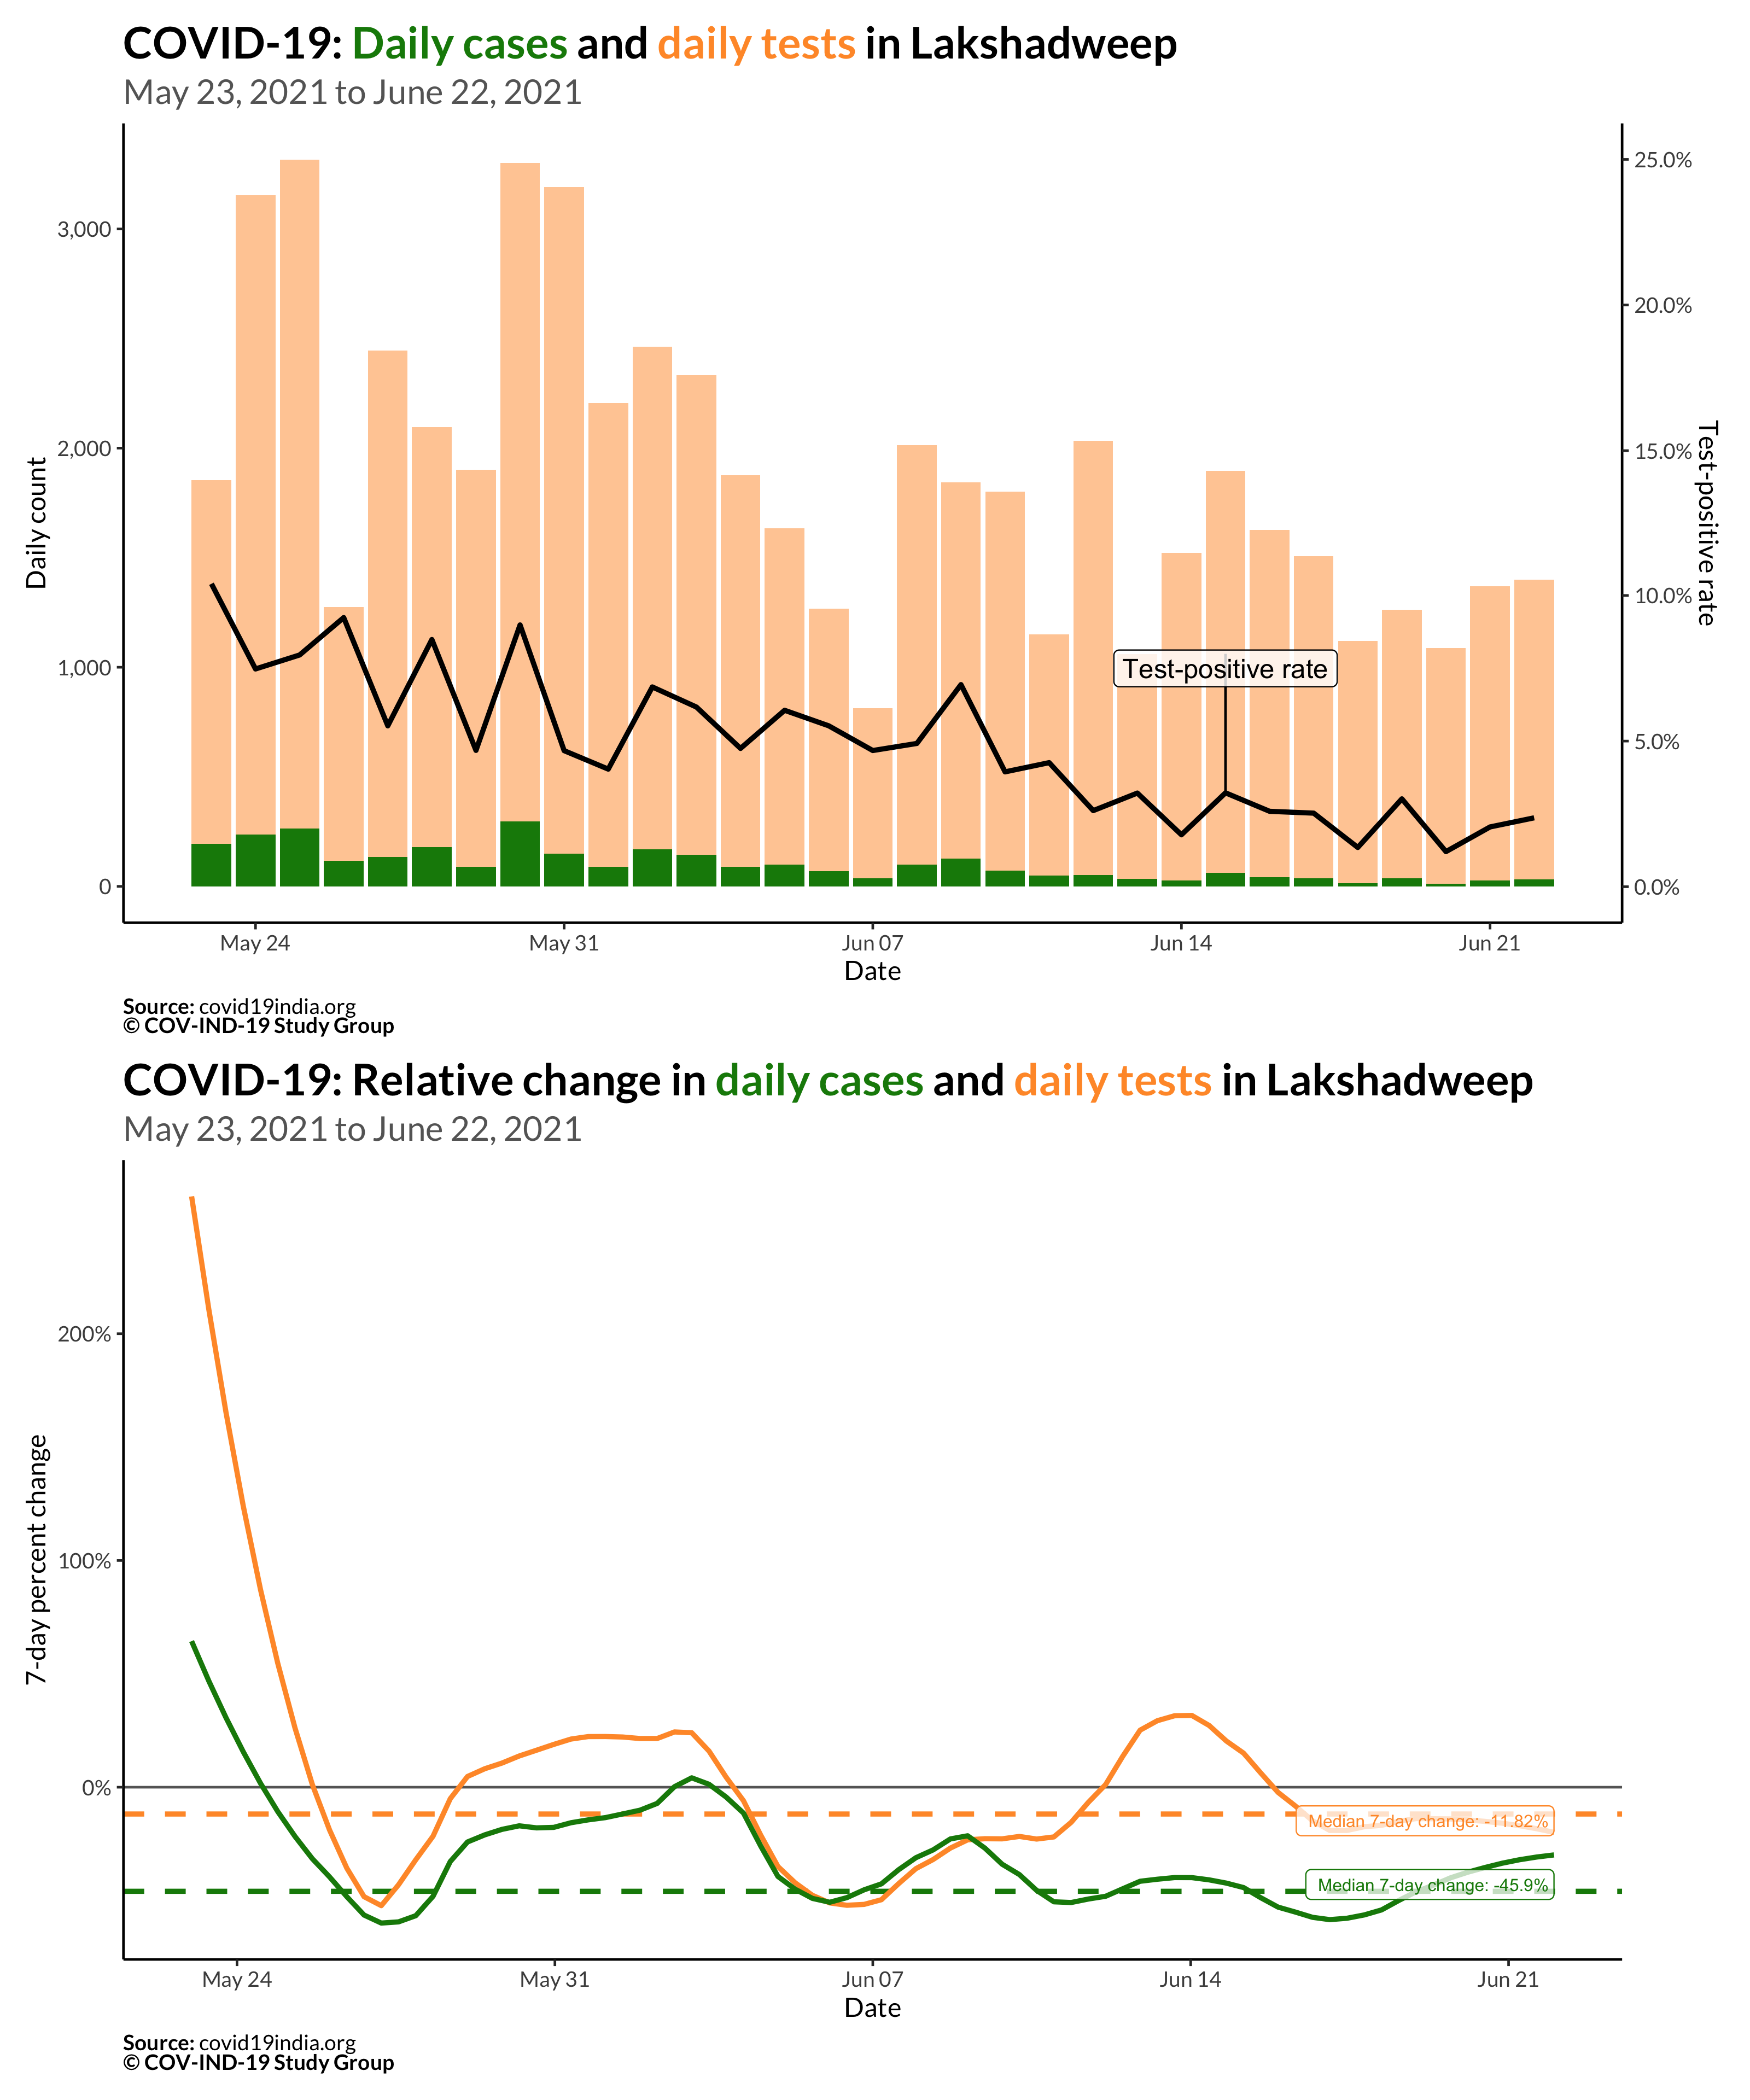 COVID-19: Daily cases and daily tests in Lakshadweep
May 23, 2021 to June 22, 2021
Daily count
3,000
2,000
1,000
0
25.0%
20.0%
15.0%
10.0%
5.0%
0.0%
Test-positive rate
Test-positive rate
May 24
May 31
Jun 07
Jun 14
Jun 21
Date
Source: covid19india.org
© COV-IND-19 Study Group
COVID-19: Relative change in daily cases and daily tests in Lakshadweep
May 23, 2021 to June 22, 2021
7-day percent change
200%
100%
0%
Median 7-day change: -11.82%
Median 7-day change: -45.9%
May 24
May 31
Jun 07
Jun 14
Jun 21
Date
Source: covid19india.org
© COV-IND-19 Study Group